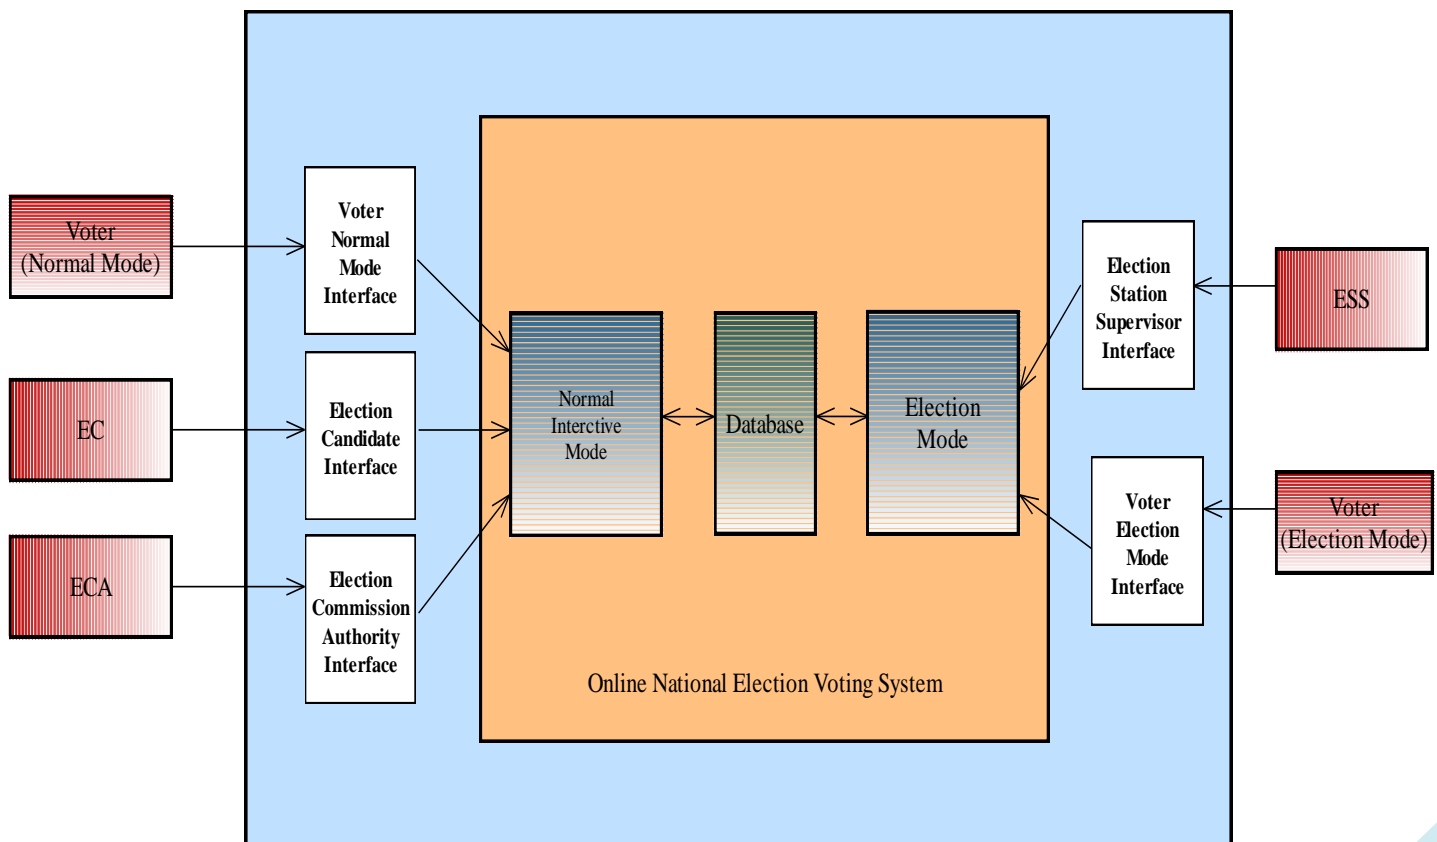 Voter
(Normal Mode)
EC
ECA
Voter
Normal
Mode
Interface
Election
Candidate
Interface
Election
Commission
Authority
Interface
Normal
Interctive
Mode
Database
Election
Mode
Online National Election Voting System
Election
Station
Supervisor
Interface
Voter
Election
Mode
Interface
ESS
Voter
(Election Mode)